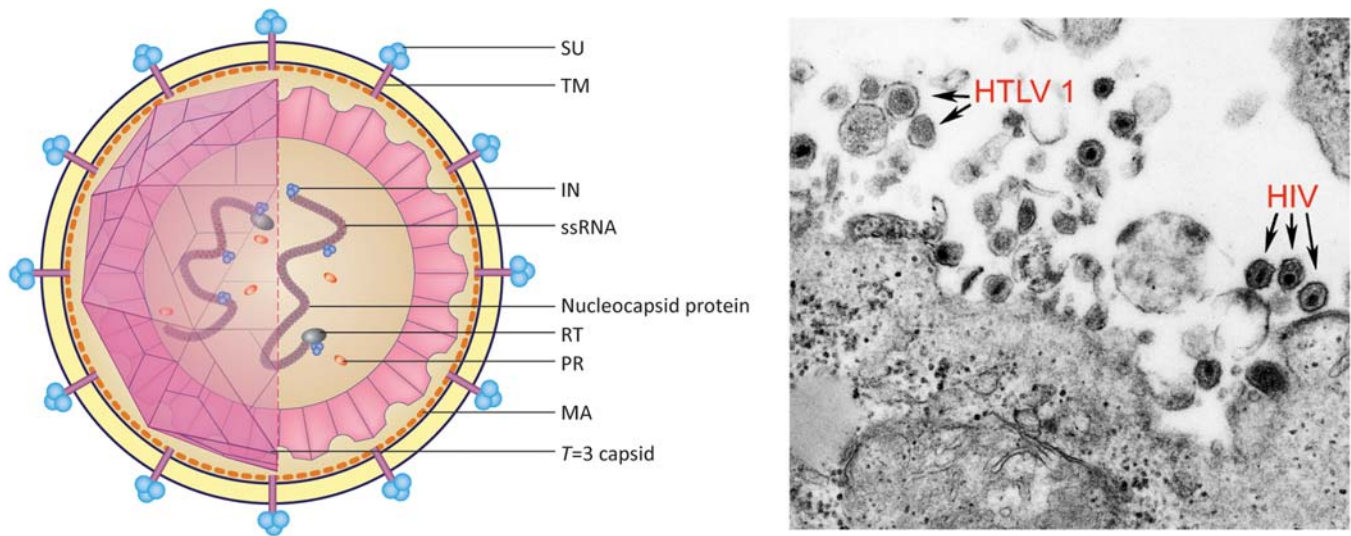 SU
TM
IN
ssRNA
Nucleocapsid protein
RT
PR
MA
T=3 capsid
HTLV 1
HIV